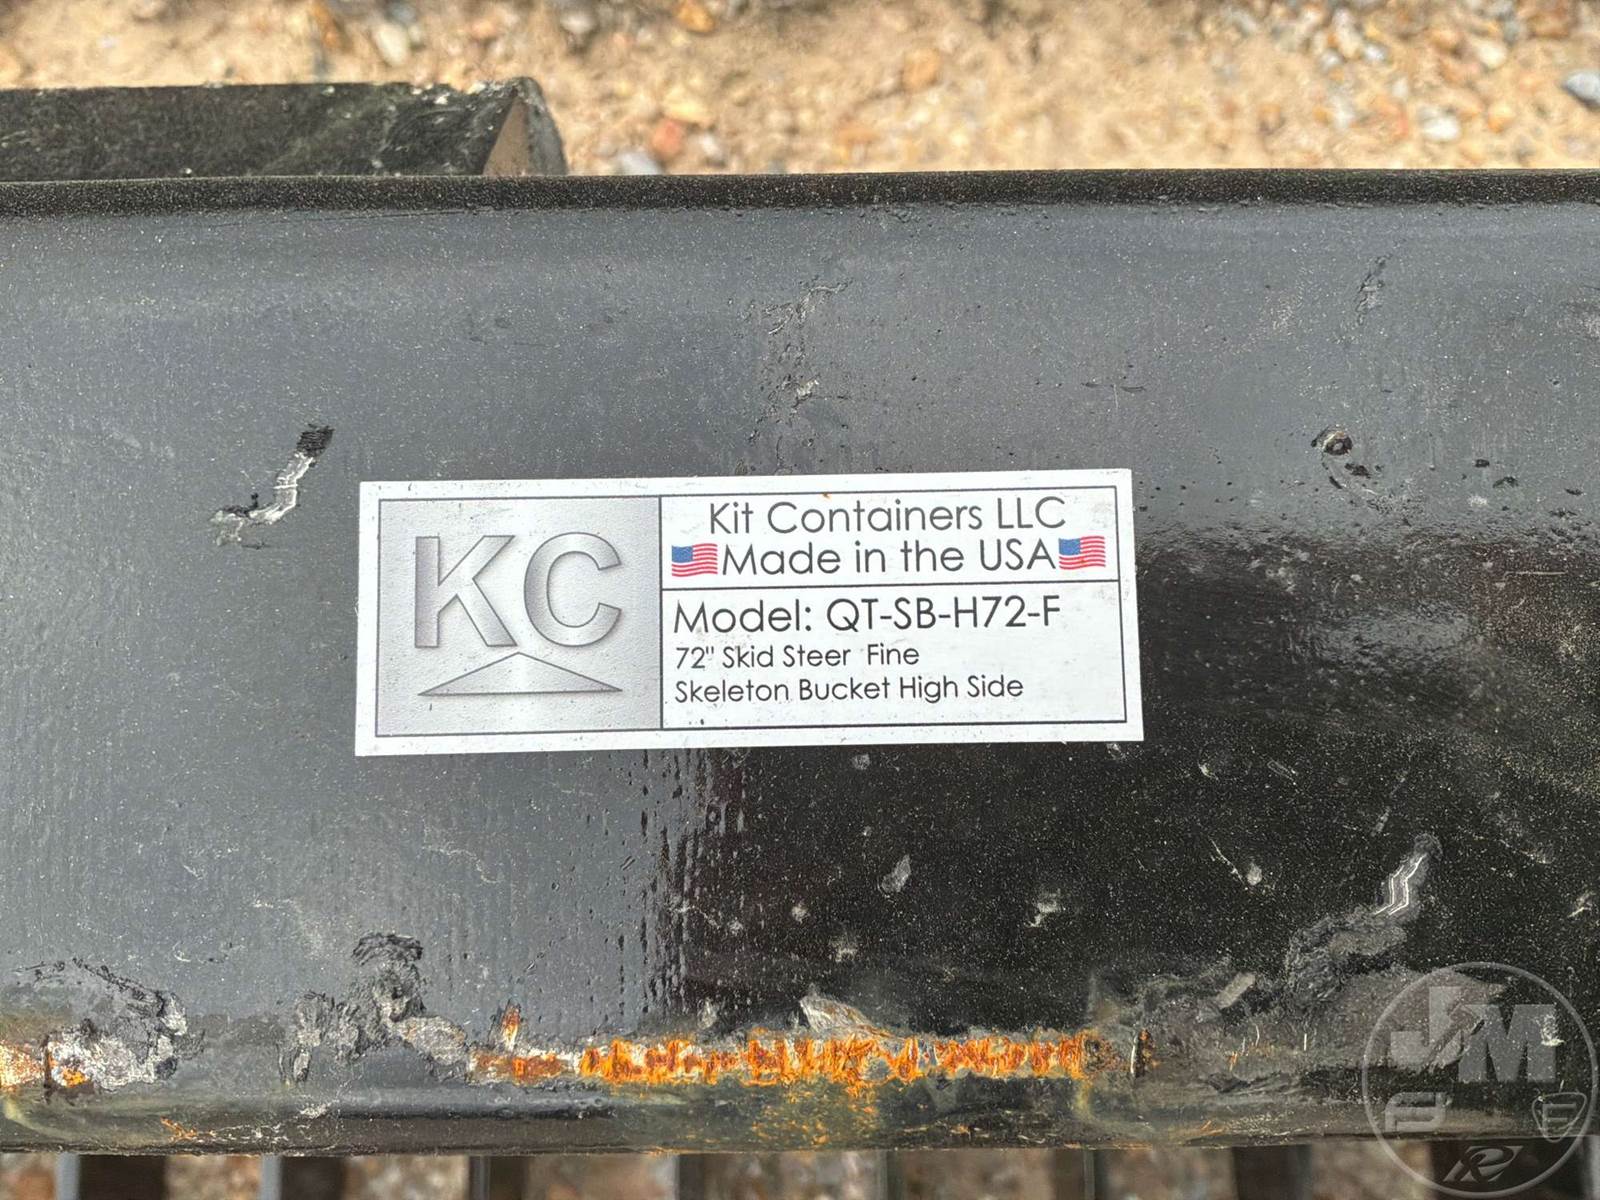 KC
Kit Containers LLC
Made in the USA
Model: QT-SB-H72-F
72" Skid Steer Fine
Skeleton Bucket High Side
JM